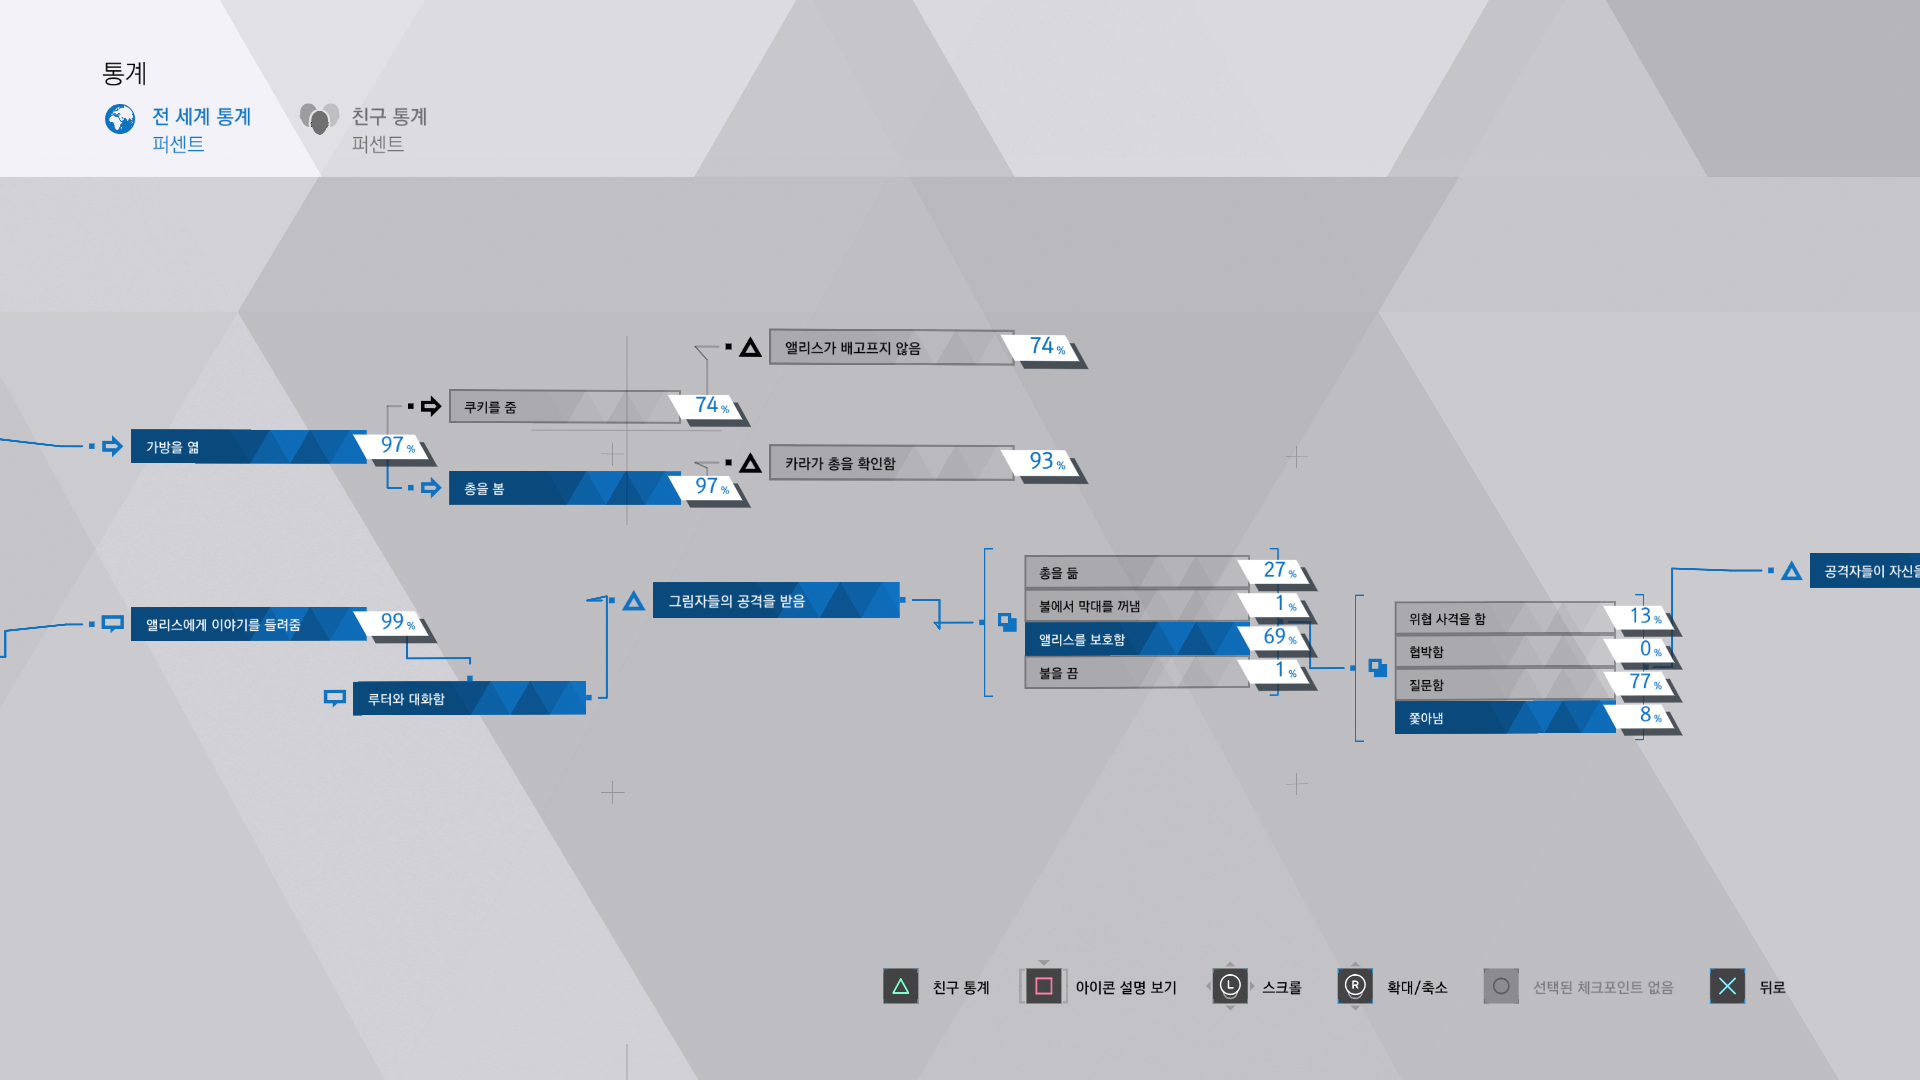 통계
전 세계 통계
퍼센트
친구 통계
퍼센트
앨리스가 배고프지 않음 74%
쿠키를 줌 74%
가방을 엶 97%
카라가 총을 확인함 93%
총을 봄 97%
앨리스에게 이야기를 들려줌 99%
루터와 대화함
그림자들의 공격을 받음
총을 듦 27%
불에서 막대를 꺼냄 1%
앨리스를 보호함 69%
불을 끔 1%
위협 사격을 함 13%
협박함 0%
질문함 77%
쫓아냄 8%
공격자들이 자신을
친구 통계
아이콘 설명 보기
L 스크롤
R 확대/축소
선택된 체크포인트 없음
뒤로